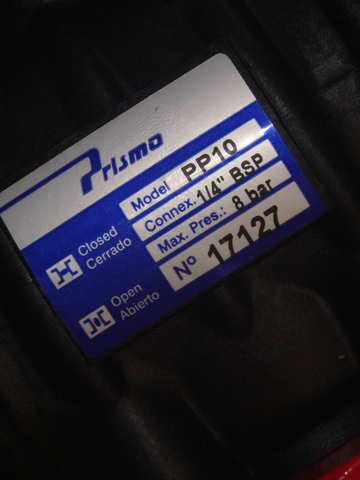 Prismo
Model PP10
Connex. 1/4" BSP
Max. Pres.: 8 bar
Nº 17127
Closed
Cerrado
Open
Abierto